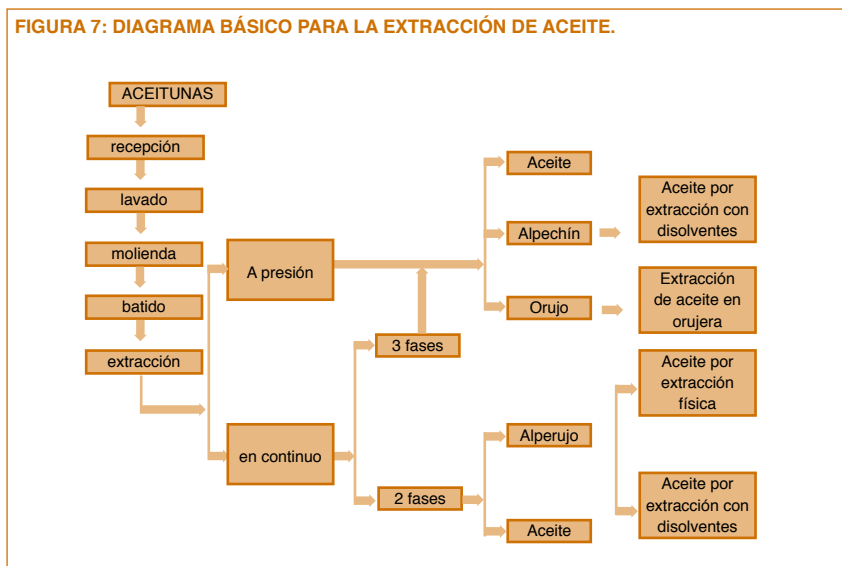 FIGURA 7: DIAGRAMA BÁSICO PARA LA EXTRACCIÓN DE ACEITE.
ACEITUNAS
recepción
lavado
molienda
batido
extracción
A presión
en continuo
3 fases
2 fases
Aceite
Alpechín
Orujo
Alperujo
Aceite
Aceite por
extracción con
disolventes
Extracción
de aceite en
orujera
Aceite por
extracción
física
Aceite por
extracción con
disolventes